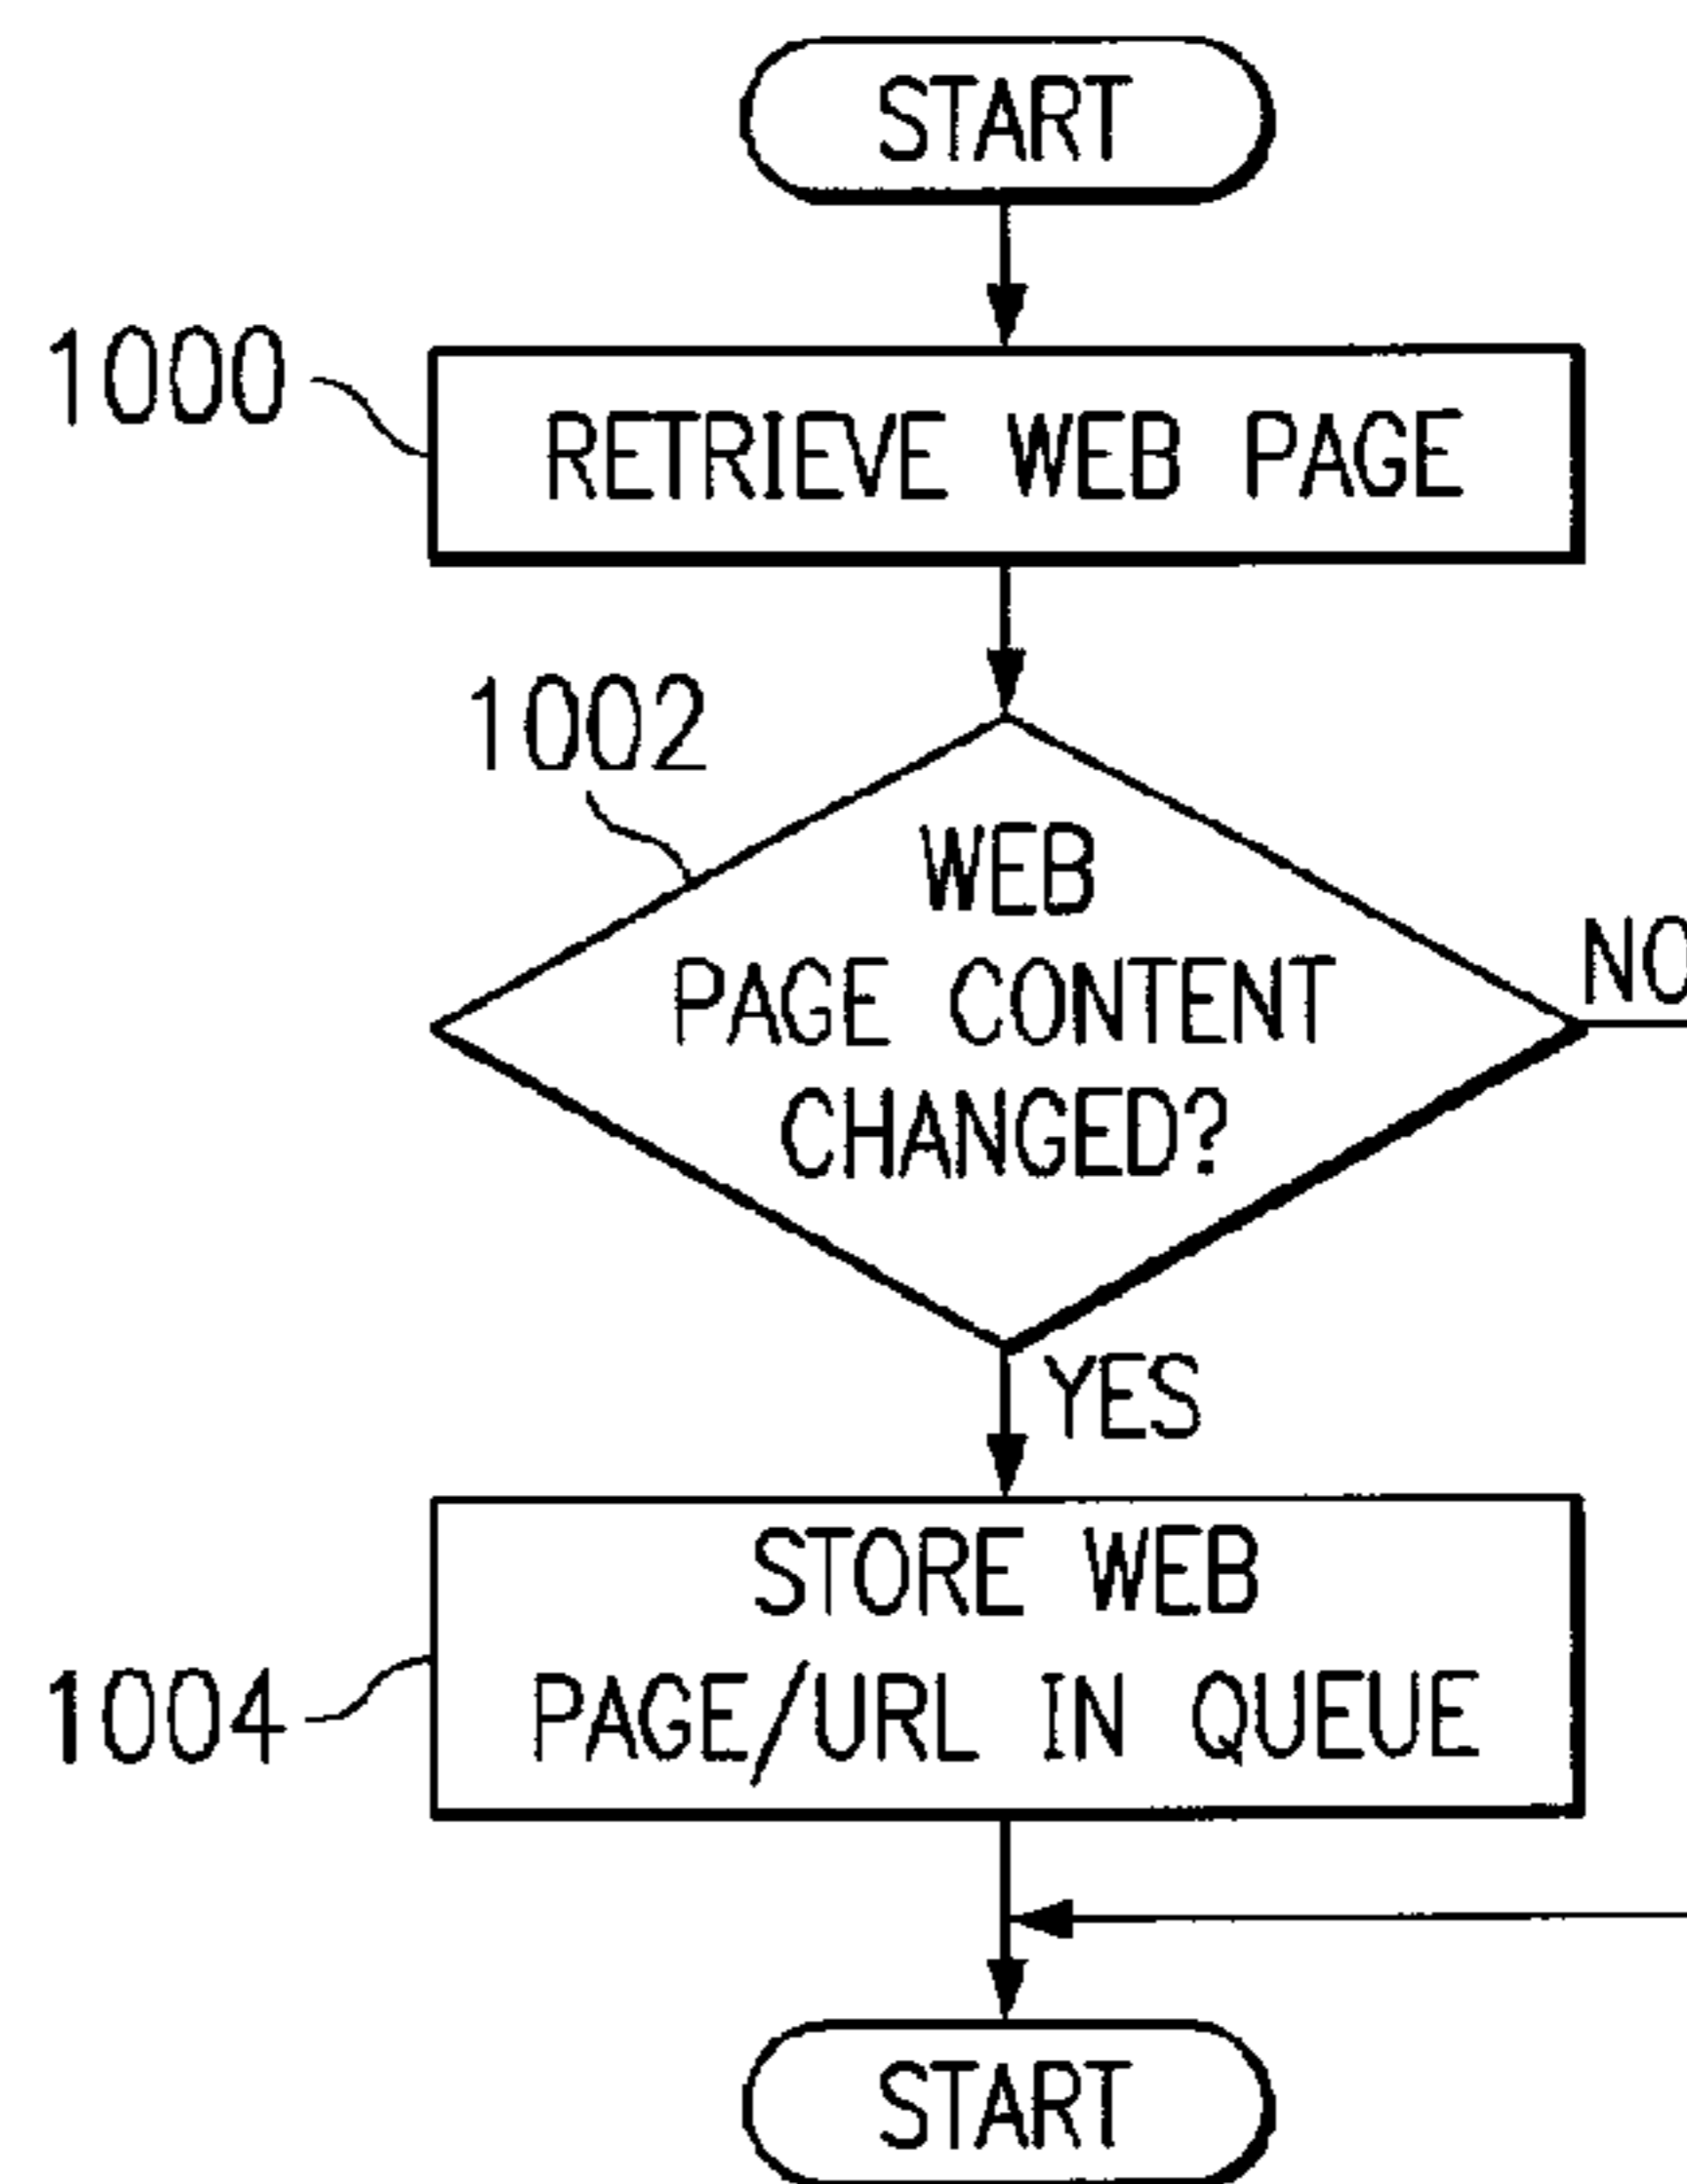 START
1000
RETRIEVE WEB PAGE
1002
WEB
PAGE CONTENT
CHANGED?
NO
YES
STORE WEB
PAGE/URL IN QUEUE
1004
START